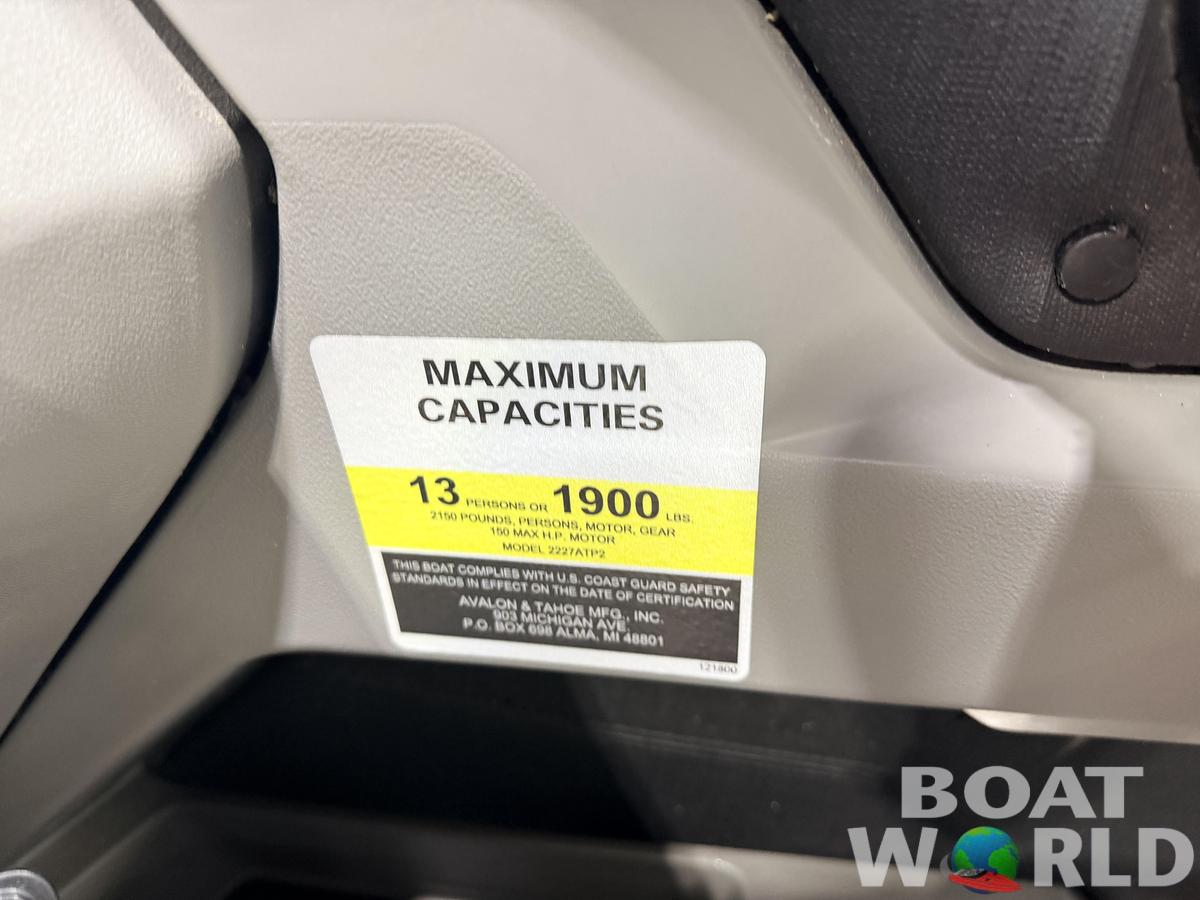 MAXIMUM
CAPACITIES
13 PERSONS OR 1900 LBS.
2150 POUNDS, PERSONS, MOTOR, GEAR
150 MAX H.P. MOTOR
MODEL 2227ATP2
THIS BOAT COMPLIES WITH U.S. COAST GUARD SAFETY
STANDARDS IN EFFECT ON THE DATE OF CERTIFICATION
AVALON & TAHOE MFG., INC.
903 MICHIGAN AVE.
P.O. BOX 698 ALMA, MI 48801
121800
BOAT
WORLD